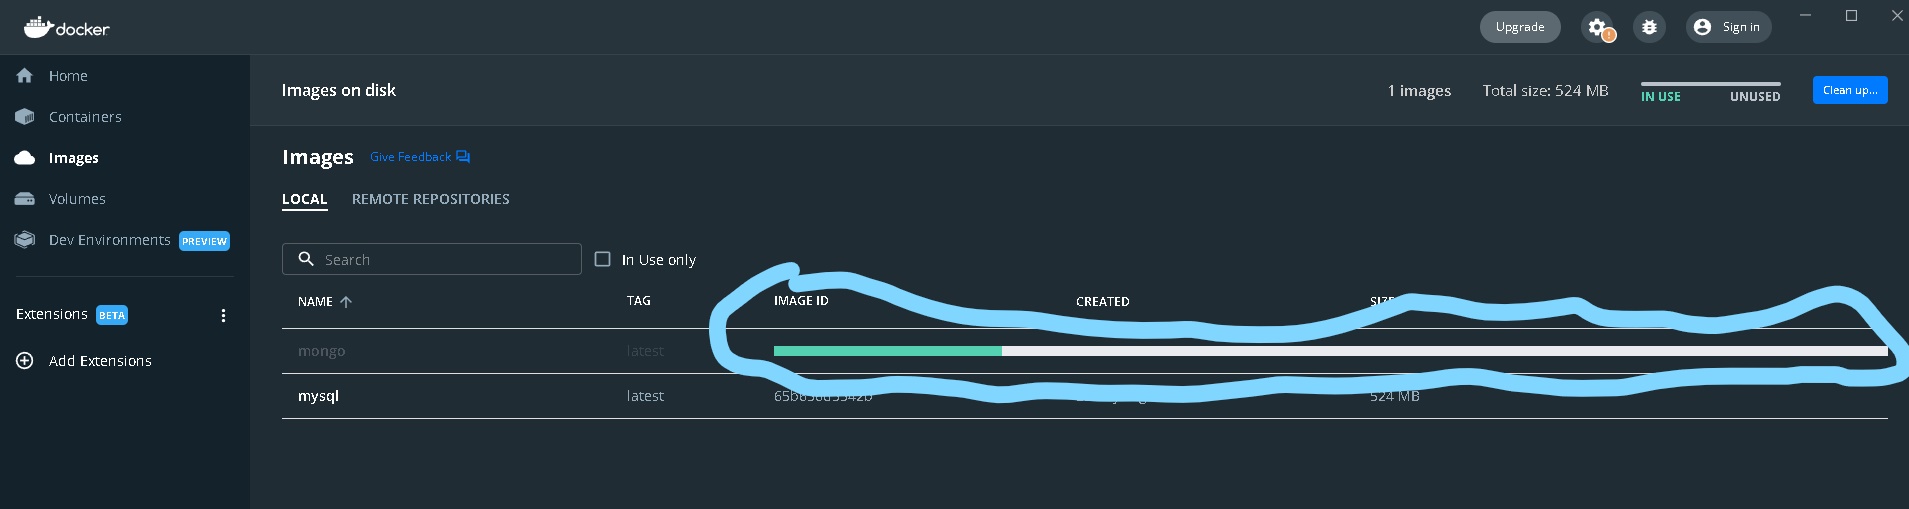 docker
Upgrade
Sign in
Home
Containers
Images
Volumes
Dev Environments PREVIEW
Extensions BETA
Add Extensions
Images on disk
1 images
Total size: 524 MB
IN USE
UNUSED
Clean up...
Images
Give Feedback
LOCAL
REMOTE REPOSITORIES
Search
In Use only
NAME TAG IMAGE ID CREATED SIZE
mongo latest
mysql latest 524 MB